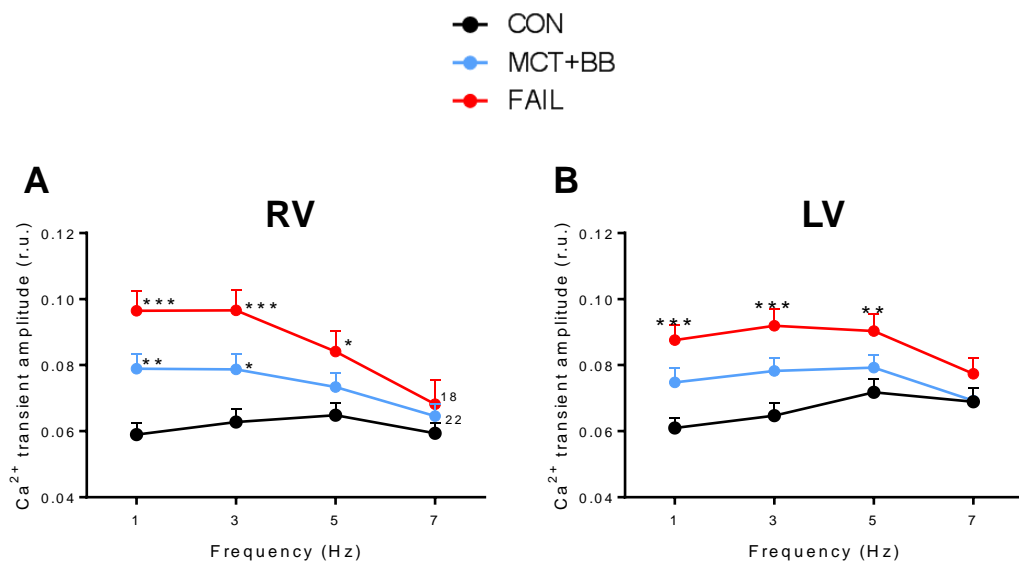 CON
MCT+BB
FAIL
A
RV
Ca2+ transient amplitude (r.u.)
0.12
0.10
0.08
0.06
0.04
***
***
*
**
*
18
22
1 3 5 7
Frequency (Hz)
B
LV
Ca2+ transient amplitude (r.u.)
0.12
0.10
0.08
0.06
0.04
***
***
**
1 3 5 7
Frequency (Hz)